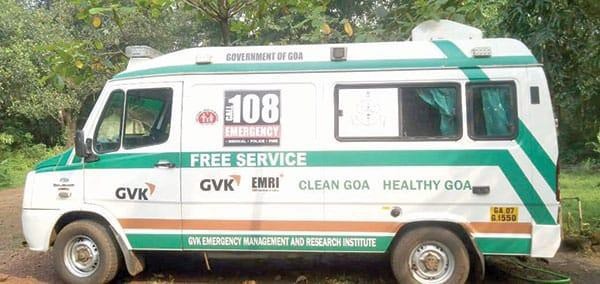 GOVERNMENT OF GOA
CALL 108
EMERGENCY
MEDICAL • POLICE • FIRE
FREE SERVICE
GVK
GVK EMRI
CLEAN GOA HEALTHY GOA
GA 07
G 1550
GVK EMERGENCY MANAGEMENT AND RESEARCH INSTITUTE